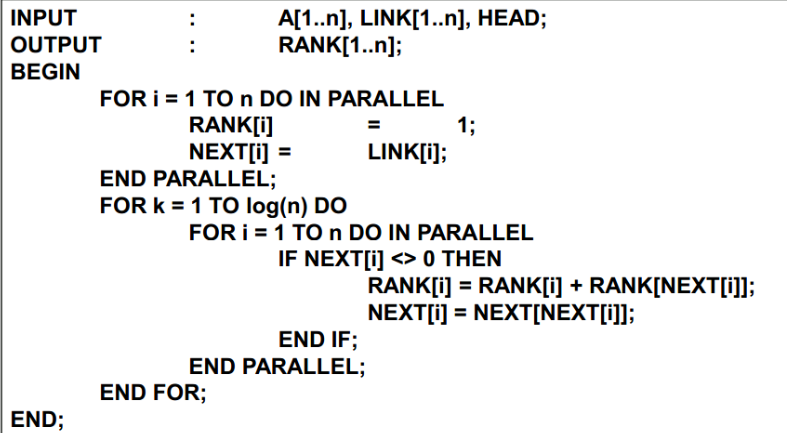 INPUT : A[1..n], LINK[1..n], HEAD;
OUTPUT : RANK[1..n];
BEGIN
FOR i = 1 TO n DO IN PARALLEL
RANK[i] = 1;
NEXT[i] = LINK[i];
END PARALLEL;
FOR k = 1 TO log(n) DO
FOR i = 1 TO n DO IN PARALLEL
IF NEXT[i] <> 0 THEN
RANK[i] = RANK[i] + RANK[NEXT[i]];
NEXT[i] = NEXT[NEXT[i]];
END IF;
END PARALLEL;
END FOR;
END;